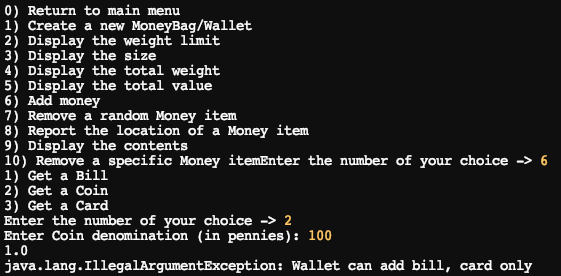 0) Return to main menu
1) Create a new MoneyBag/Wallet
2) Display the weight limit
3) Display the size
4) Display the total weight
5) Display the total value
6) Add money
7) Remove a random Money item
8) Report the location of a Money item
9) Display the contents
10) Remove a specific Money itemEnter the number of your choice -> 6
1) Get a Bill
2) Get a Coin
3) Get a Card
Enter the number of your choice -> 2
Enter Coin denomination (in pennies): 100
1.0
java.lang.IllegalArgumentException: Wallet can add bill, card only